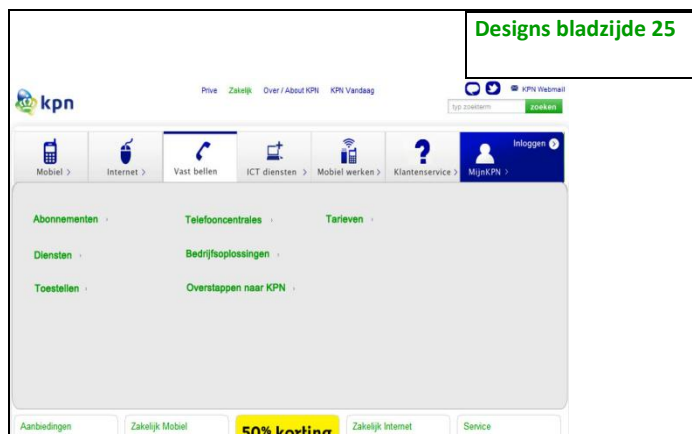 Designs bladzijde 25
Prive Zakelijk Over / About KPN KPN Vandaag
KPN Webmail
kpn
typ zoekterm zoeken
Inloggen
Mobiel > Internet > Vast bellen ICT diensten > Mobiel werken > Klantenservice > MijnKPN >
Abonnementen Telefooncentrales Tarieven
Diensten Bedrijfsoplossingen
Toestellen Overstappen naar KPN
Aanbiedingen Zakelijk Mobiel 50% korting Zakelijk Internet Service